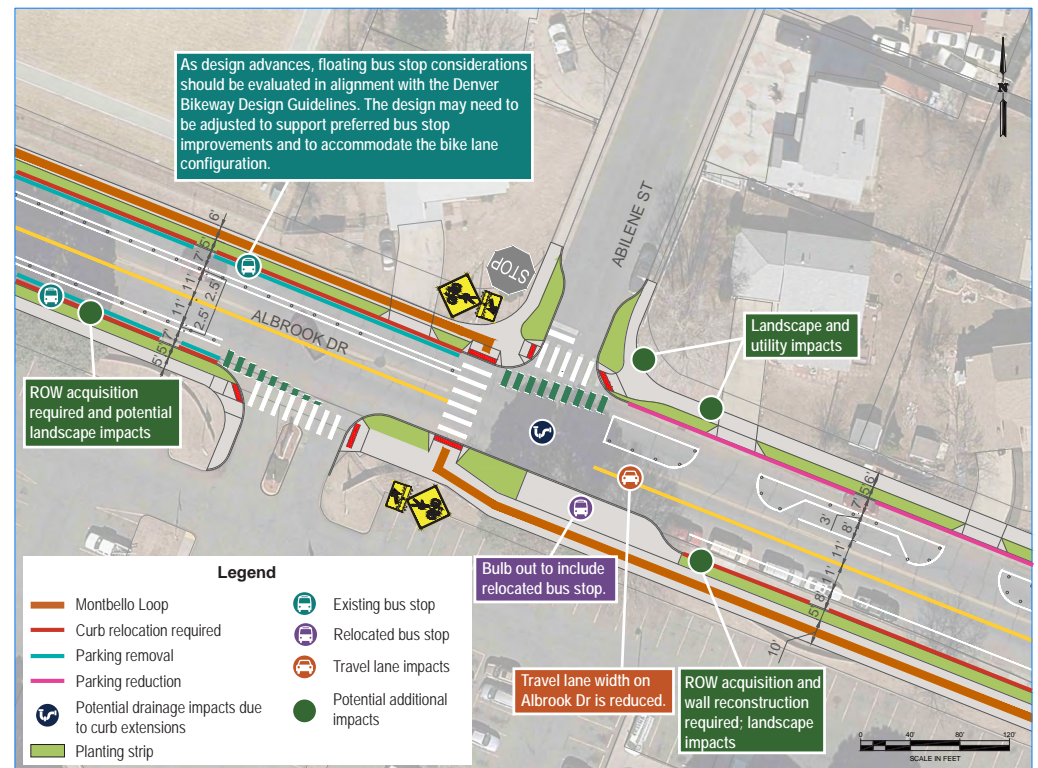 As design advances, floating bus stop considerations
should be evaluated in alignment with the Denver
Bikeway Design Guidelines. The design may need to
be adjusted to support preferred bus stop
improvements and to accommodate the bike lane
configuration.
N
ABILENE ST
STOP
ALBROOK DR
6'
5'
7'
11'
11'
2.5'
2.5'
7'
5'
5'
Landscape and
utility impacts
ROW acquisition
required and potential
landscape impacts
6'
5'
7'
8'
3'
11'
11'
8'
5'
10'
Bulb out to include
relocated bus stop.
Travel lane width on
Albrook Dr is reduced.
ROW acquisition and
wall reconstruction
required; landscape
impacts
Legend
Montbello Loop
Curb relocation required
Parking removal
Parking reduction
Potential drainage impacts due
to curb extensions
Planting strip
Existing bus stop
Relocated bus stop
Travel lane impacts
Potential additional
impacts
0 40' 80' 120'
SCALE IN FEET